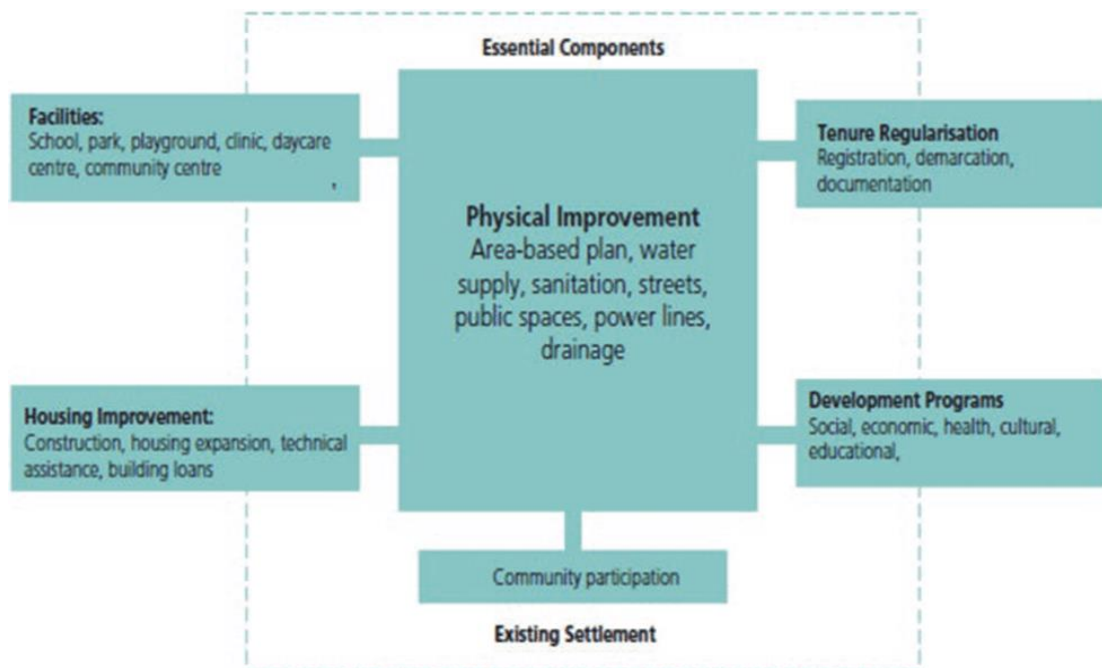 Essential Components
Facilities:
School, park, playground, clinic, daycare
centre, community centre
,
Tenure Regularisation
Registration, demarcation,
documentation
Physical Improvement
Area-based plan, water
supply, sanitation, streets,
public spaces, power lines,
drainage
Housing Improvement:
Construction, housing expansion, technical
assistance, building loans
Development Programs
Social, economic, health, cultural,
educational,
Community participation
Existing Settlement